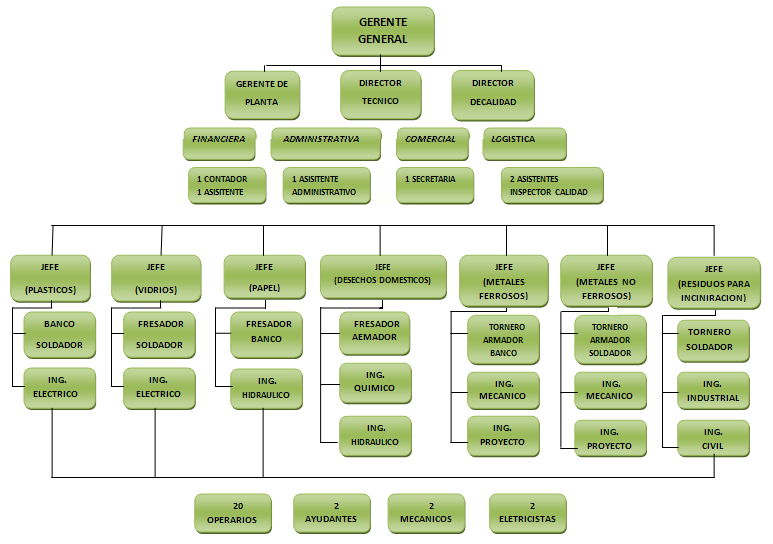 GERENTE
GENERAL
GERENTE DE
PLANTA
DIRECTOR
TECNICO
DIRECTOR
DECALIDAD
FINANCIERA
ADMINISTRATIVA
COMERCIAL
LOGISTICA
1 CONTADOR
1 ASISITENTE
1 ASISITENTE
ADMINISTRATIVO
1 SECRETARIA
2 ASISTENTES
INSPECTOR CALIDAD
JEFE
(PLASTICOS)
JEFE
(VIDRIOS)
JEFE
(PAPEL)
JEFE
(DESECHOS DOMESTICOS)
JEFE
(METALES
FERROSOS)
JEFE
(METALES NO
FERROSOS)
JEFE
(RESIDUOS PARA
INCINIRACION)
BANCO
SOLDADOR
FRESADOR
SOLDADOR
FRESADOR
BANCO
FRESADOR
AEMADOR
TORNERO
ARMADOR
BANCO
TORNERO
ARMADOR
SOLDADOR
TORNERO
SOLDADOR
ING.
ELECTRICO
ING.
ELECTRICO
ING.
HIDRAULICO
ING.
QUIMICO
ING.
MECANICO
ING.
MECANICO
ING.
INDUSTRIAL
ING.
HIDRAULICO
ING.
PROYECTO
ING.
PROYECTO
ING.
CIVIL
20
OPERARIOS
2
AYUDANTES
2
MECANICOS
2
ELETRICISTAS